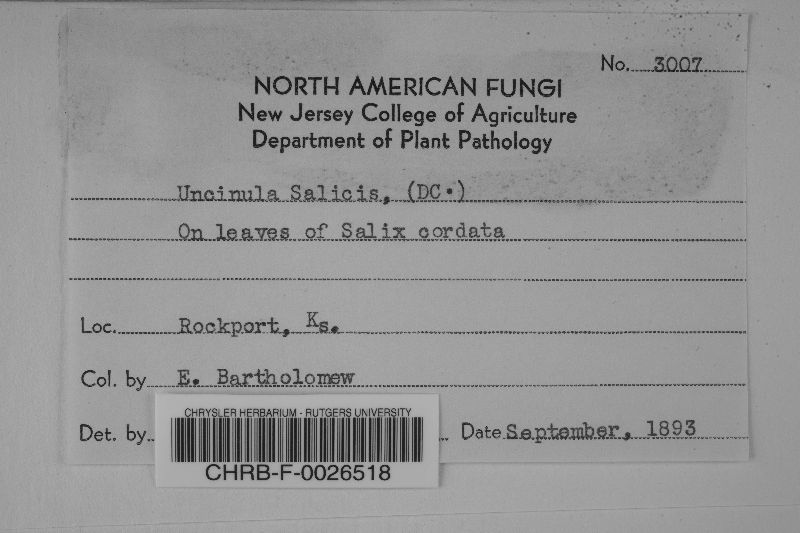 No. 3007
NORTH AMERICAN FUNGI
New Jersey College of Agriculture
Department of Plant Pathology
Uncinula Salicis, (DC.)
On leaves of Salix cordata
Loc. Rockport, Ks.
Col. by E. Bartholomew
Det. by Date September, 1893
CHRYSLER HERBARIUM - RUTGERS UNIVERSITY
CHRB-F-0026518